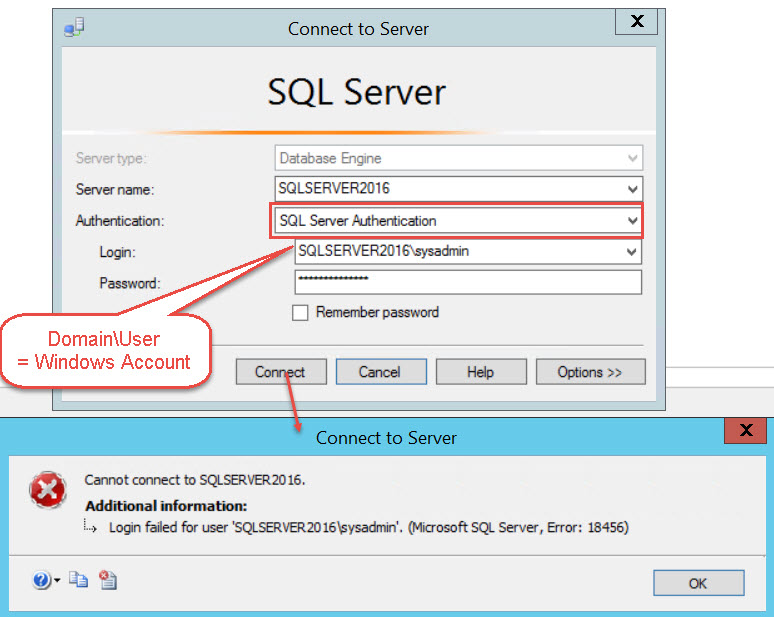 Connect to Server
X
SQL Server
Server type: Database Engine
Server name: SQLSERVER2016
Authentication: SQL Server Authentication
Login: SQLSERVER2016\sysadmin
Password: **************
Remember password
Domain\User
= Windows Account
Connect Cancel Help Options >>
Connect to Server
X
Cannot connect to SQLSERVER2016.
Additional information:
Login failed for user 'SQLSERVER2016\sysadmin'. (Microsoft SQL Server, Error: 18456)
OK